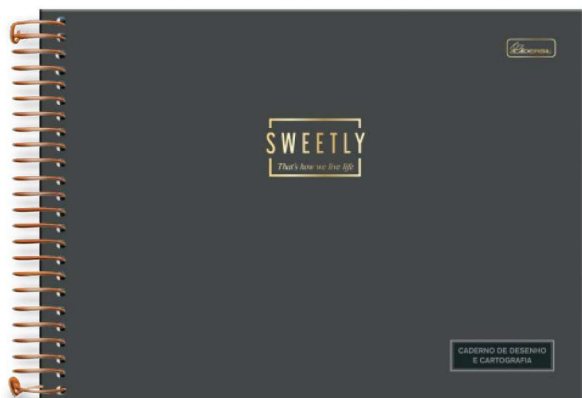 SWEETLY
That's how we live life
CADERNO DE DESENHO
E CARTOGRAFIA